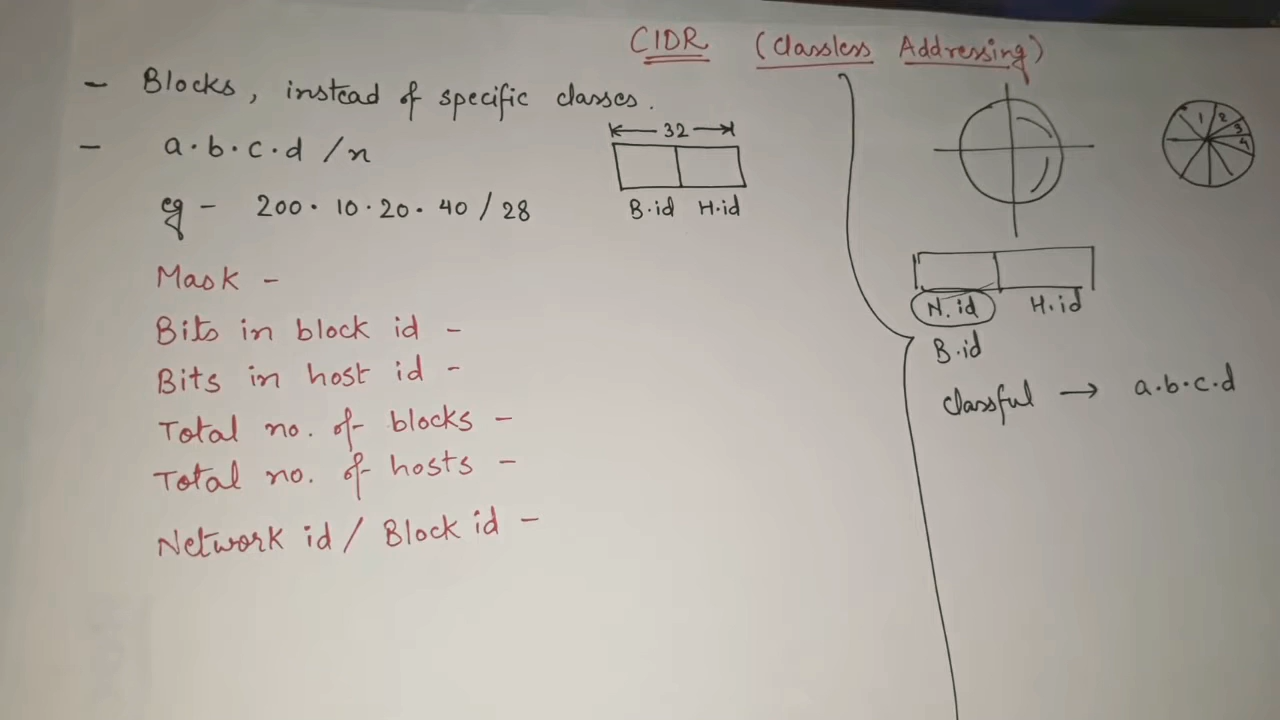 CIDR (Classless Addressing)
- Blocks, instead of specific classes.
- a.b.c.d /n
eg - 200.10.20.40/28
Mask -
Bits in block id -
Bits in host id -
Total no. of blocks -
Total no. of hosts -
Network id / Block id -
32
B.id H.id
1 2 3 4
N.id H.id
B.id
classful → a.b.c.d